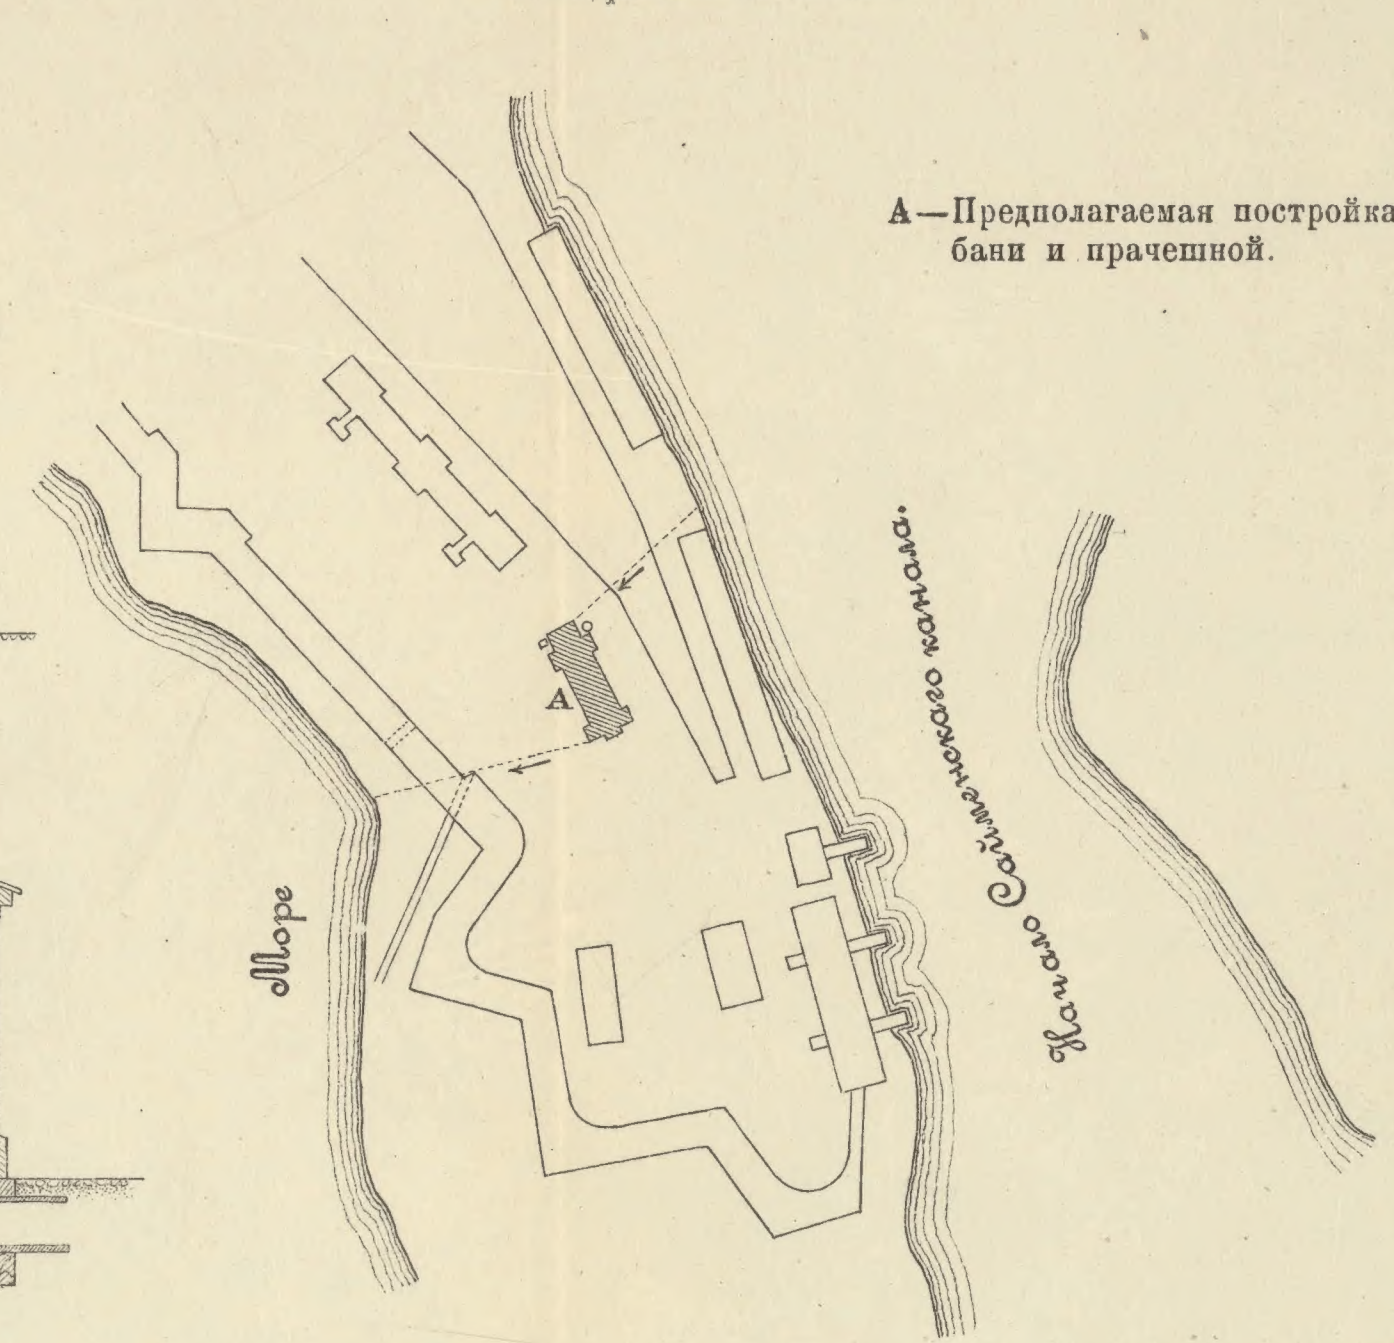 А—Предполагаемая постройка
бани и прачешной.
А
Море
Начало Сайменскаго канала.